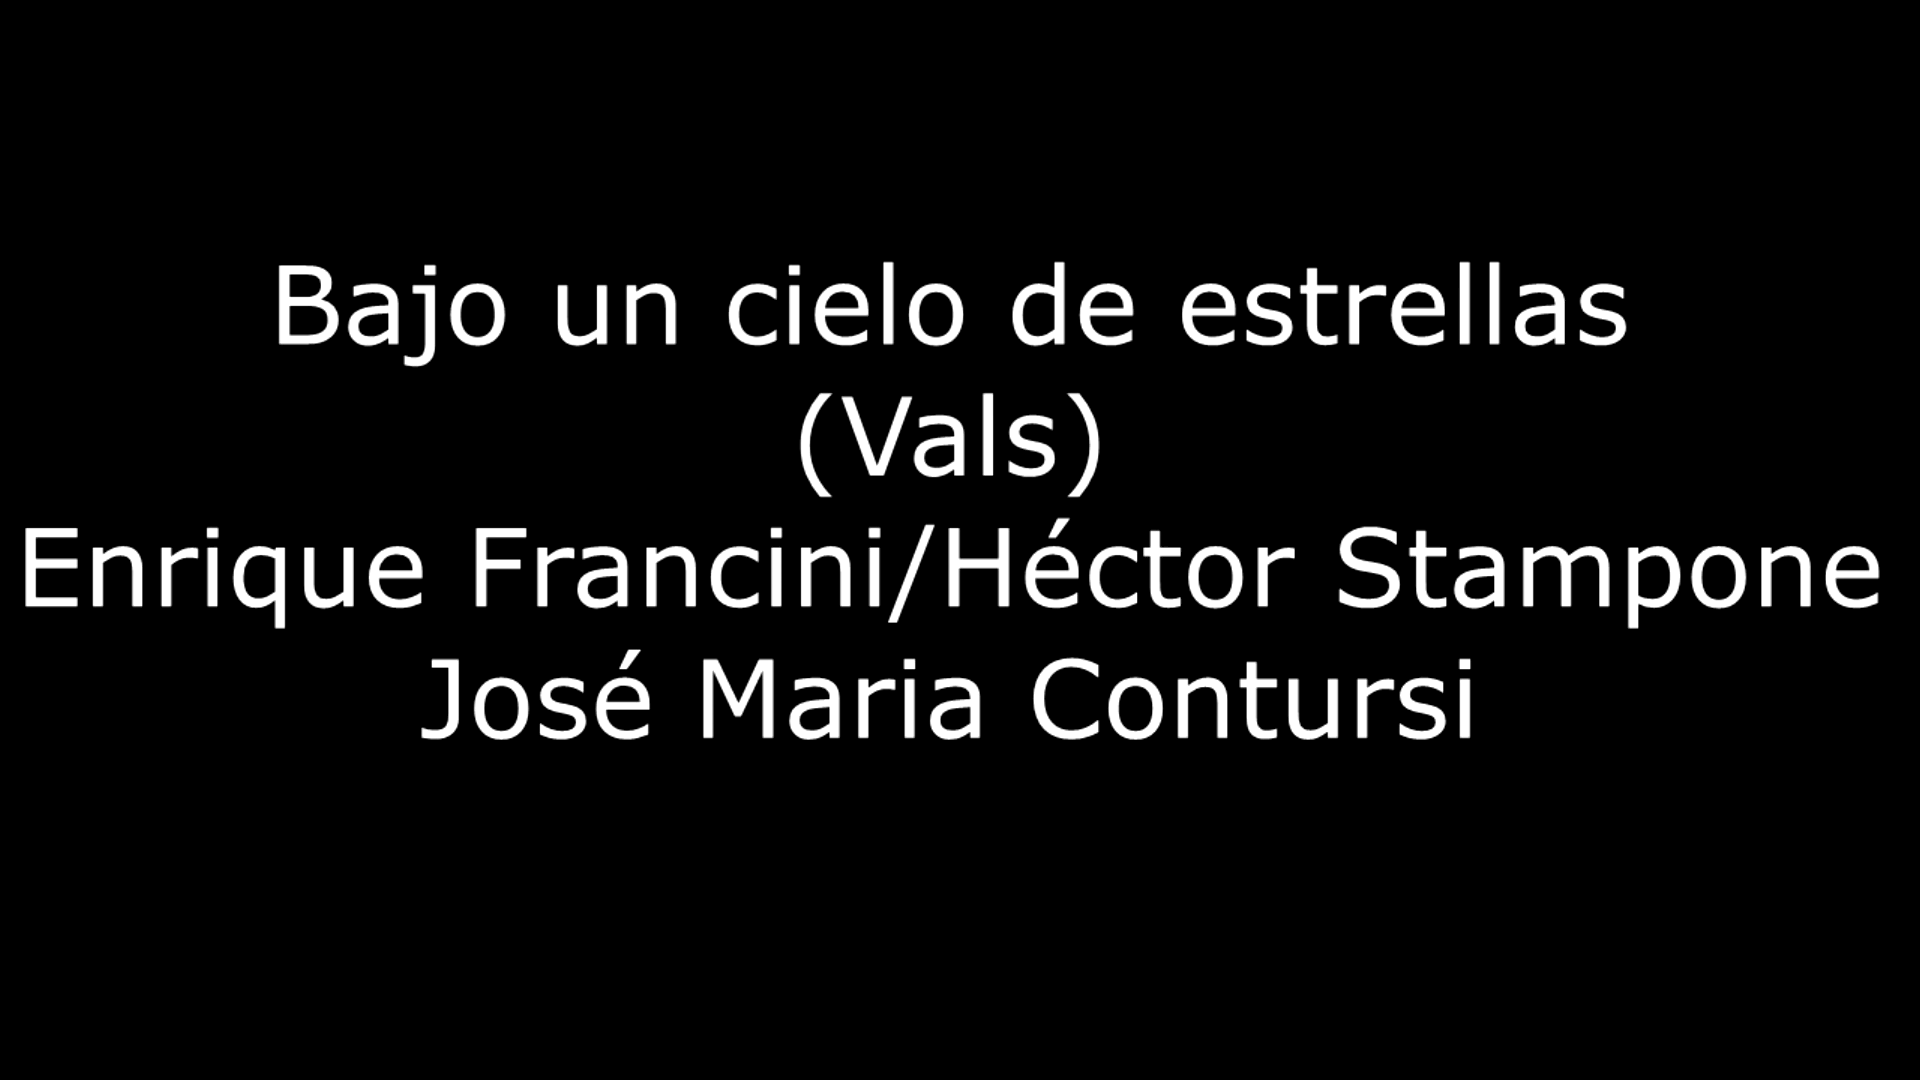 Bajo un cielo de estrellas
(Vals)
Enrique Francini/Héctor Stampone
José Maria Contursi